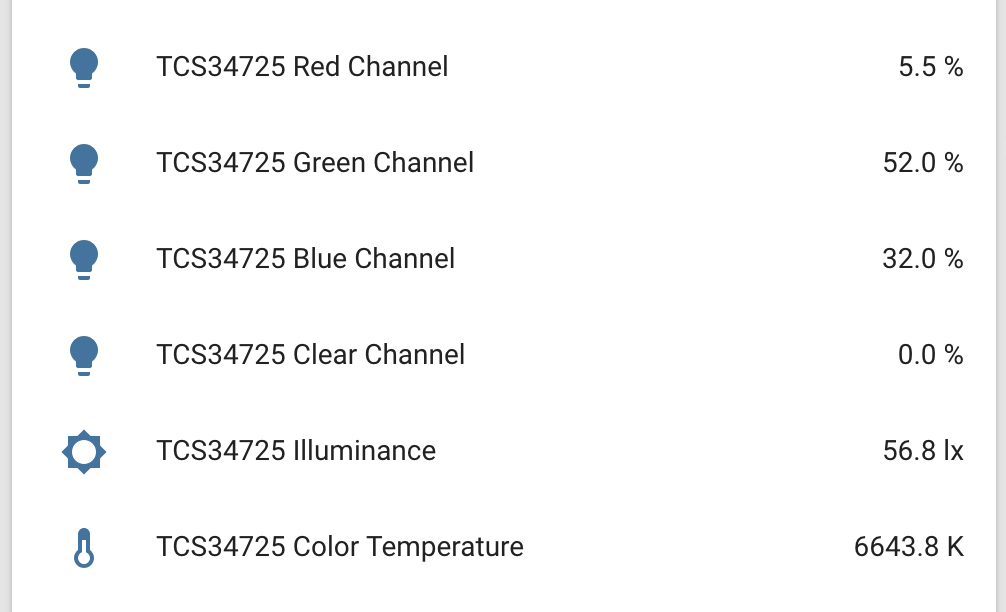 TCS34725 Red Channel 5.5 %
TCS34725 Green Channel 52.0 %
TCS34725 Blue Channel 32.0 %
TCS34725 Clear Channel 0.0 %
TCS34725 Illuminance 56.8 lx
TCS34725 Color Temperature 6643.8 K